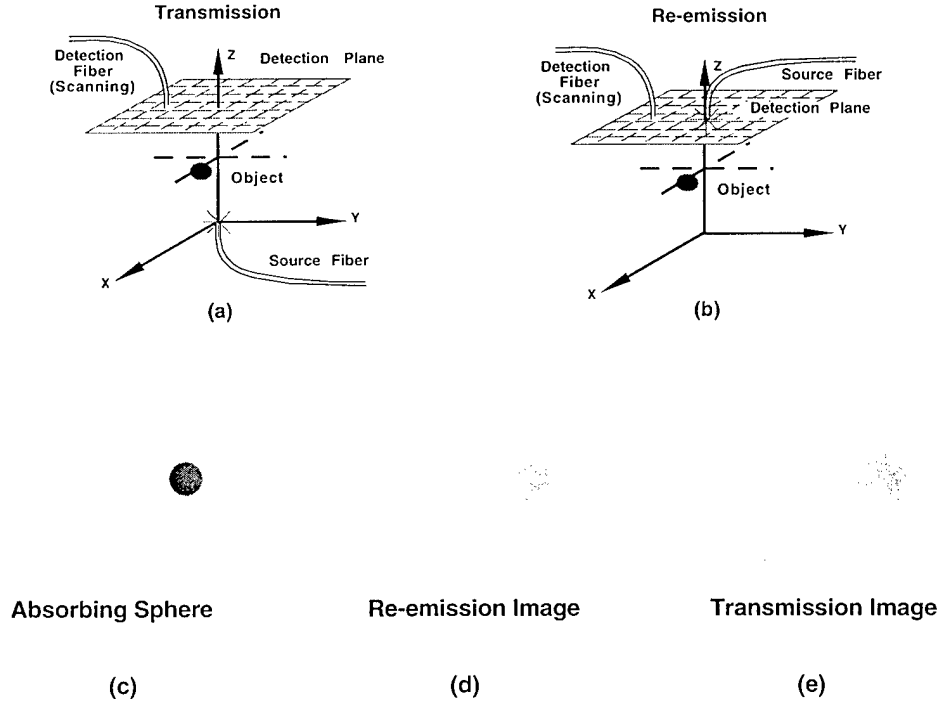 Transmission
Detection
Fiber
(Scanning)
Z
Detection Plane
Object
Y
X
Source Fiber
(a)
Re-emission
Detection
Fiber
(Scanning)
Z
Source Fiber
Detection Plane
Object
Y
X
(b)
Absorbing Sphere
Re-emission Image
Transmission Image
(c)
(d)
(e)